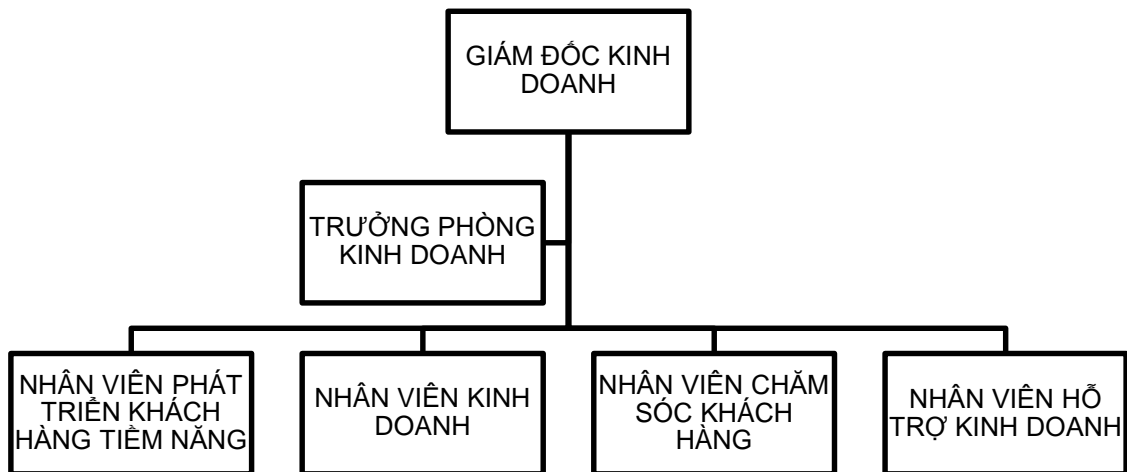 GIÁM ĐỐC KINH
DOANH
TRƯỞNG PHÒNG
KINH DOANH
NHÂN VIÊN PHÁT
TRIỂN KHÁCH
HÀNG TIỀM NĂNG
NHÂN VIÊN KINH
DOANH
NHÂN VIÊN CHĂM
SÓC KHÁCH
HÀNG
NHÂN VIÊN HỖ
TRỢ KINH DOANH